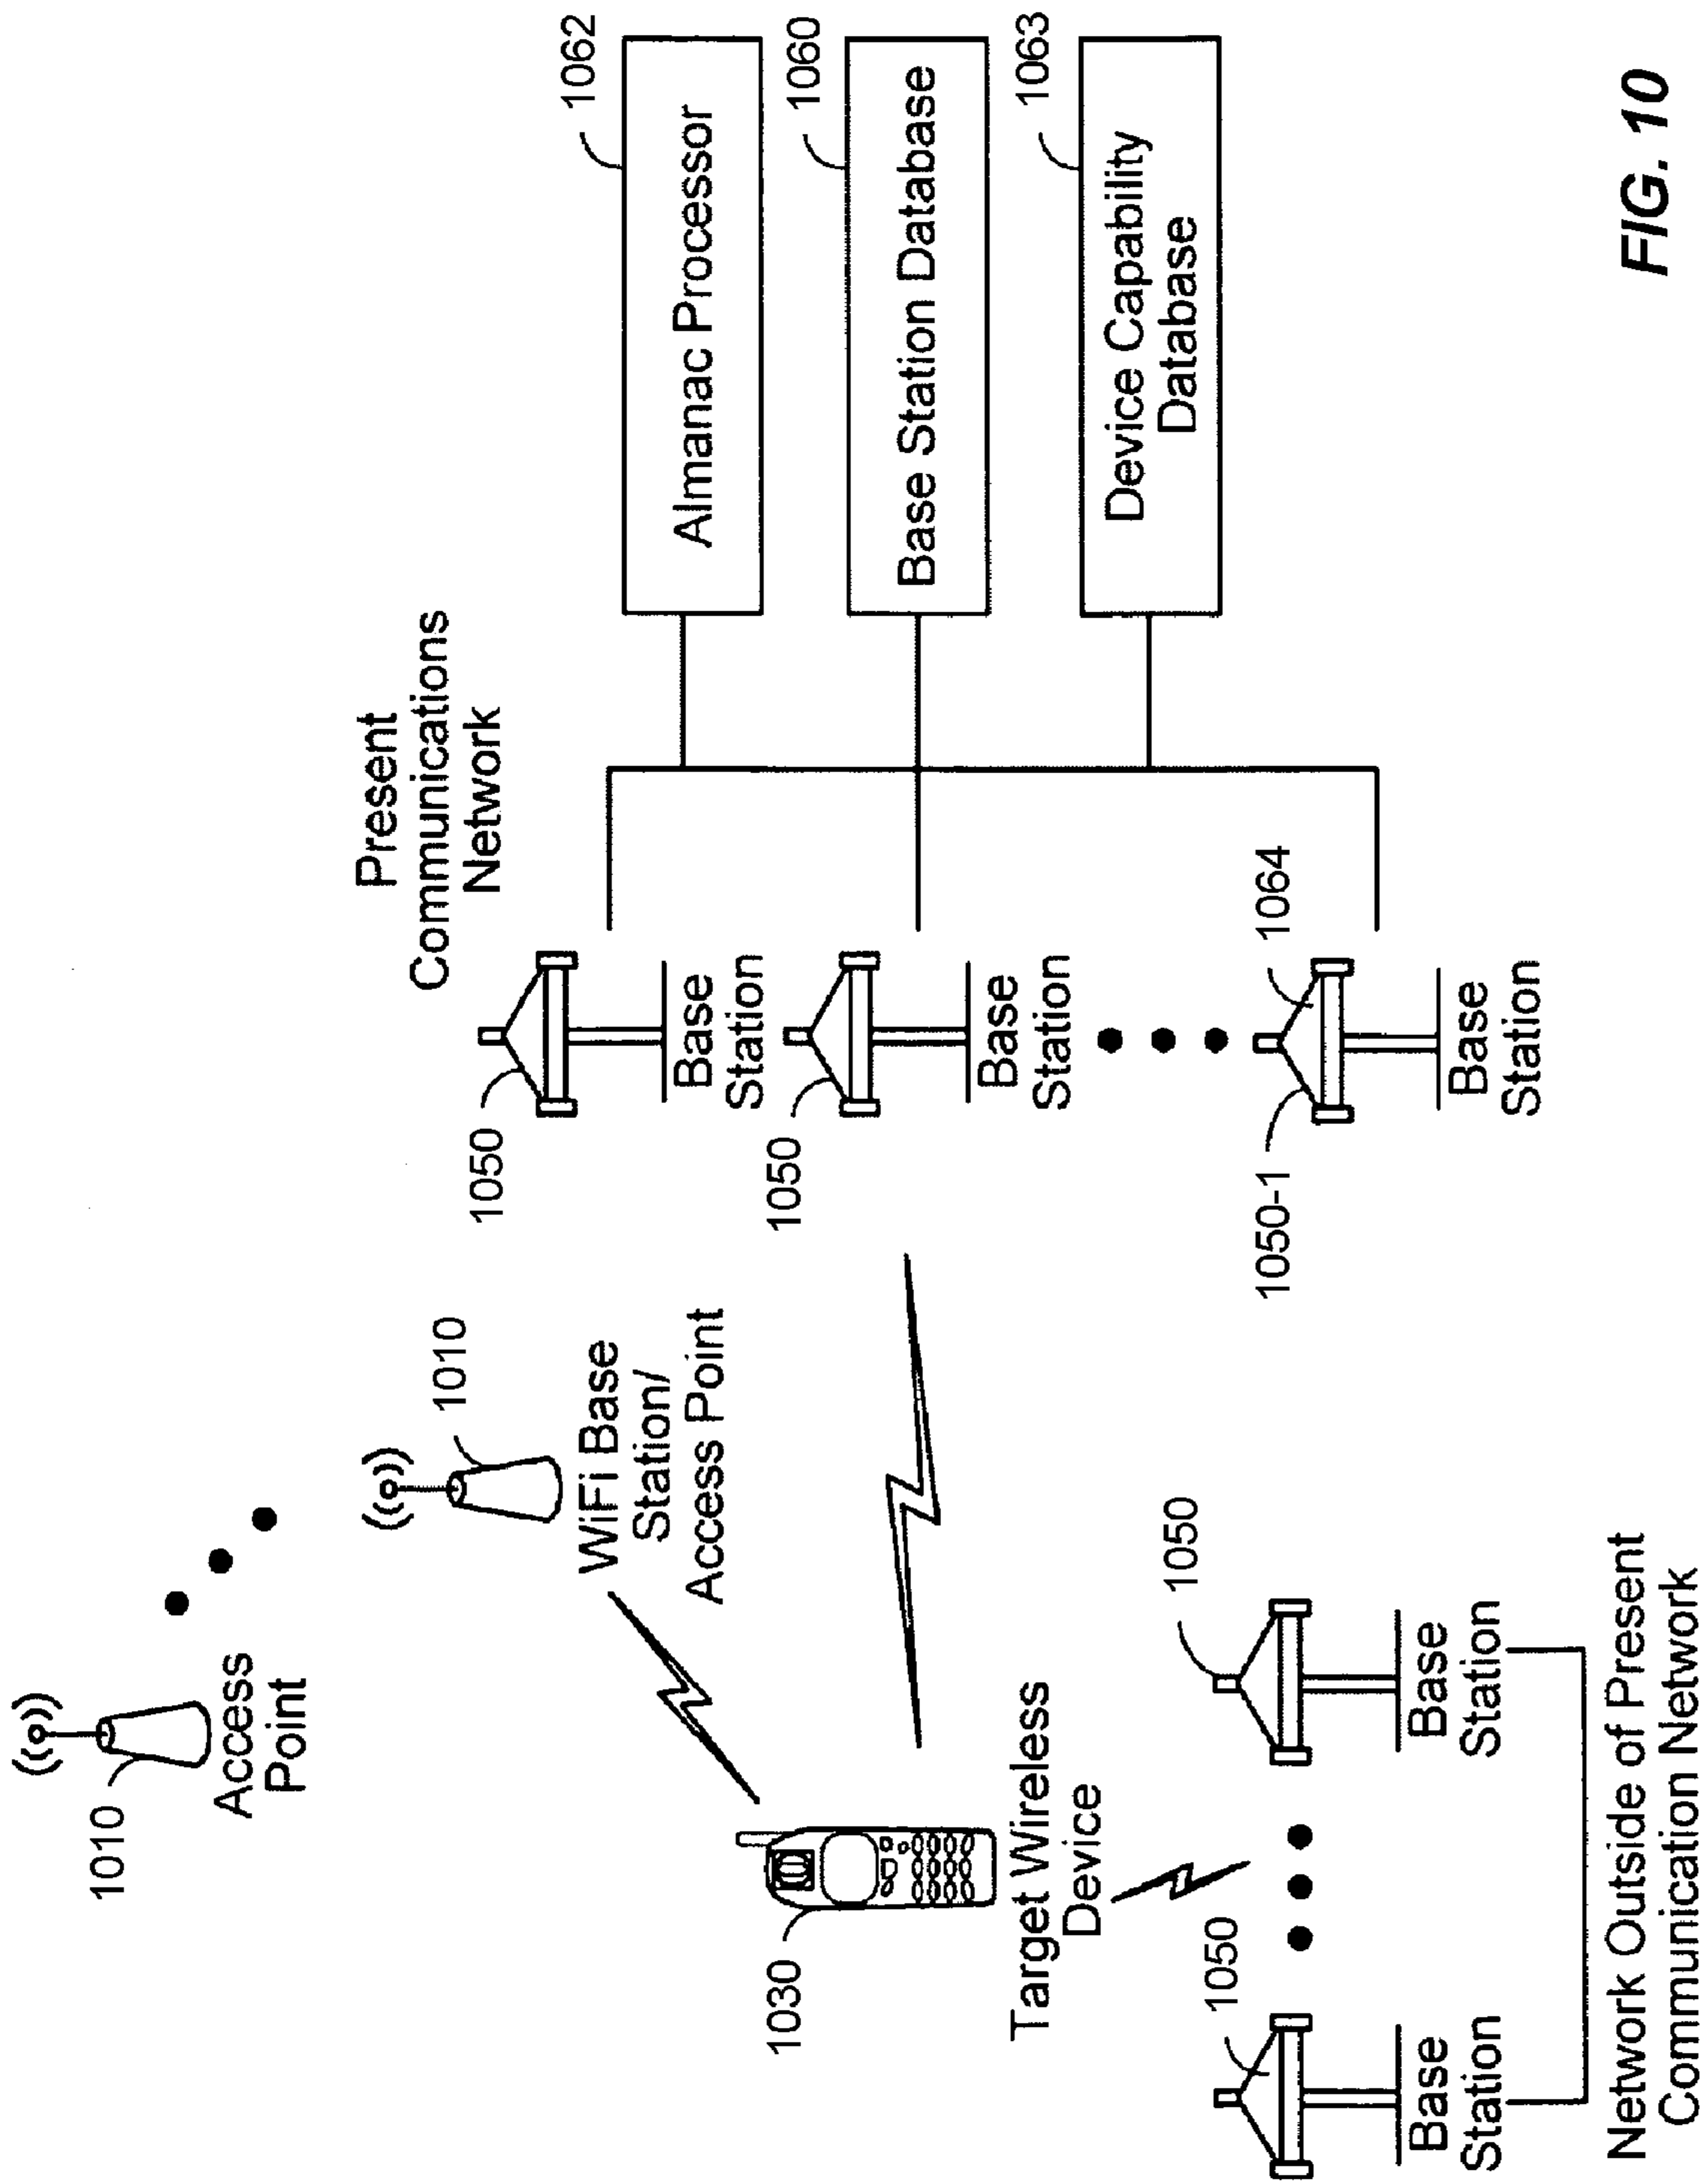 1010
Access
Point
1010
WiFi Base
Station/
Access Point
1030
Target Wireless
Device
1050
Base
Station
1050
Base
Station
Network Outside of Present
Communication Network
Present
Communications
Network
1050
Base
Station
1050
Base
Station
1050-1
1064
Base
Station
1062
Almanac Processor
1060
Base Station Database
1063
Device Capability
Database
FIG. 10